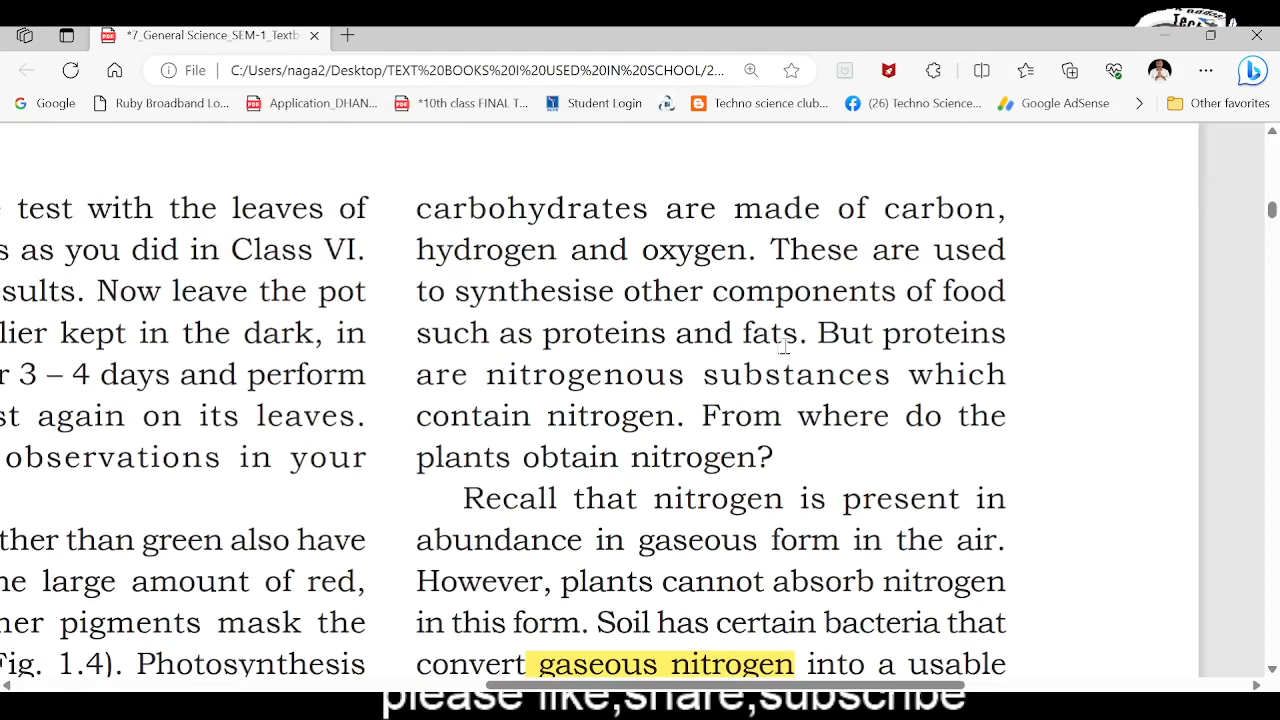 *7_General Science_SEM-1_Textb
File
C:/Users/naga2/Desktop/TEXT%20BOOKS%20I%20USED%20IN%20SCHOOL/2...
Google
Ruby Broadband Lo...
Application_DHAN...
*10th class FINAL T...
Student Login
Techno science club...
(26) Techno Science...
Google AdSense
Other favorites
test with the leaves of
s as you did in Class VI.
esults. Now leave the pot
lier kept in the dark, in
r 3 – 4 days and perform
st again on its leaves.
observations in your
ther than green also have
ne large amount of red,
her pigments mask the
Fig. 1.4). Photosynthesis
carbohydrates are made of carbon,
hydrogen and oxygen. These are used
to synthesise other components of food
such as proteins and fats. But proteins
are nitrogenous substances which
contain nitrogen. From where do the
plants obtain nitrogen?
Recall that nitrogen is present in
abundance in gaseous form in the air.
However, plants cannot absorb nitrogen
in this form. Soil has certain bacteria that
convert gaseous nitrogen into a usable
please like,share,subscribe